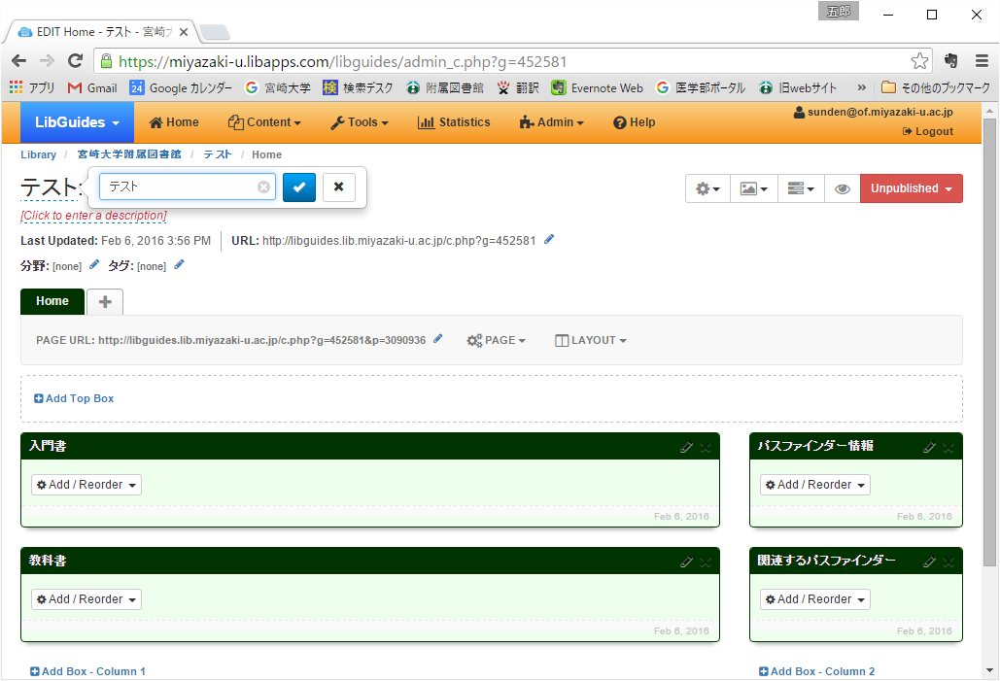 五郎
EDIT Home - テスト - 宮崎大
https://miyazaki-u.libapps.com/libguides/admin_c.php?g=452581
アプリ Gmail 24 Google カレンダー 宮崎大学 検 検索デスク 附属図書館 翻訳 Evernote Web 医学部ポータル 旧webサイト » その他のブックマーク
LibGuides Home Content Tools Statistics Admin Help sunden@of.miyazaki-u.ac.jp
Logout
Library / 宮崎大学附属図書館 / テスト / Home
テスト: テスト Unpublished
[Click to enter a description]
Last Updated: Feb 6, 2016 3:56 PM URL: http://libguides.lib.miyazaki-u.ac.jp/c.php?g=452581
分野: [none] タグ: [none]
Home
PAGE URL: http://libguides.lib.miyazaki-u.ac.jp/c.php?g=452581&p=3090936 PAGE LAYOUT
Add Top Box
入門書 パスファインダー情報
Add / Reorder Add / Reorder
Feb 6, 2016 Feb 6, 2016
教科書 関連するパスファインダー
Add / Reorder Add / Reorder
Feb 6, 2016 Feb 6, 2016
Add Box - Column 1 Add Box - Column 2